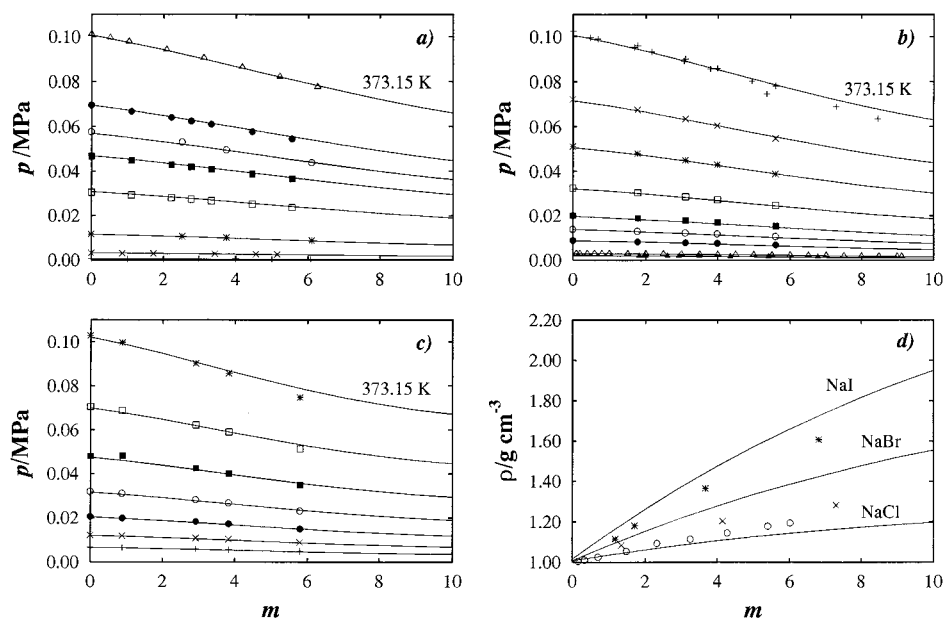 a)
0.10
0.08
0.06
0.04
0.02
0.00
p /MPa
373.15 K
0 2 4 6 8 10
b)
0.10
0.08
0.06
0.04
0.02
0.00
p /MPa
373.15 K
0 2 4 6 8 10
c)
0.10
0.08
0.06
0.04
0.02
0.00
p/MPa
373.15 K
0 2 4 6 8 10
m
d)
2.20
2.00
1.80
1.60
1.40
1.20
1.00
ρ/g cm⁻³
NaI
NaBr
NaCl
0 2 4 6 8 10
m